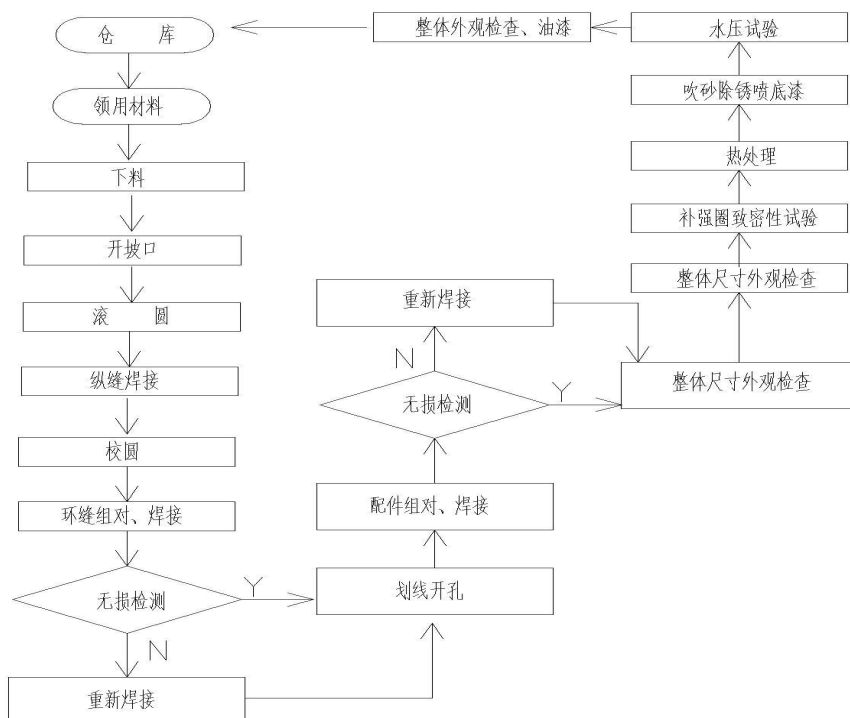 仓 库
领用材料
下料
开坡口
滚 圆
纵缝焊接
校圆
环缝组对、焊接
无损检测
Y
N
重新焊接
划线开孔
配件组对、焊接
无损检测
N
Y
重新焊接
整体尺寸外观检查
整体尺寸外观检查
补强圈致密性试验
热处理
吹砂除锈喷底漆
水压试验
整体外观检查、油漆